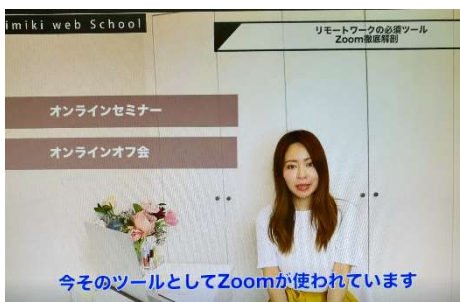 imiki web School
リモートワークの必須ツール
Zoom徹底解剖
オンラインセミナー
オンラインオフ会
今そのツールとしてZoomが使われています